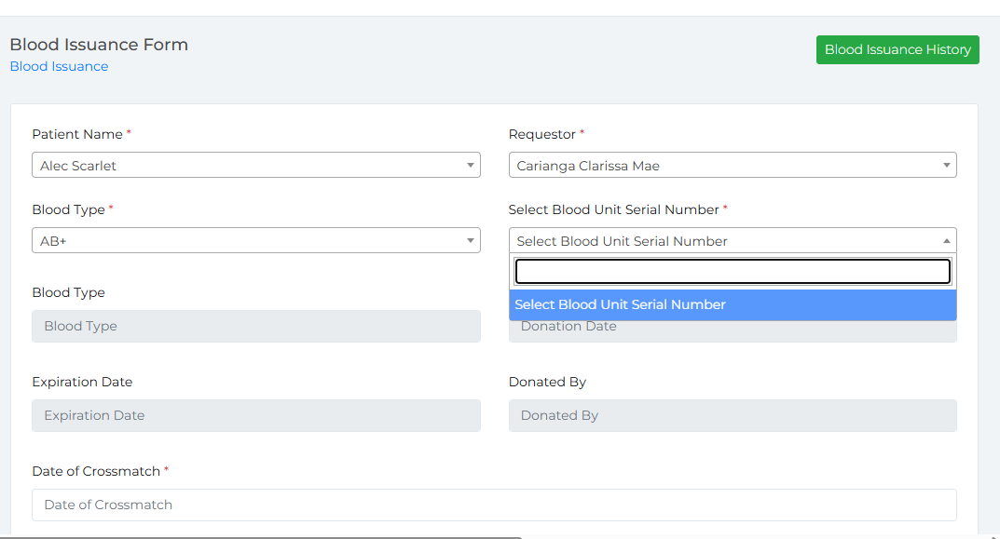 Blood Issuance Form
Blood Issuance
Blood Issuance History
Patient Name *
Requestor *
Alec Scarlet
Carianga Clarissa Mae
Blood Type *
Select Blood Unit Serial Number *
AB+
Select Blood Unit Serial Number
Select Blood Unit Serial Number
Blood Type
Blood Type
Donation Date
Expiration Date
Donated By
Expiration Date
Donated By
Date of Crossmatch *
Date of Crossmatch